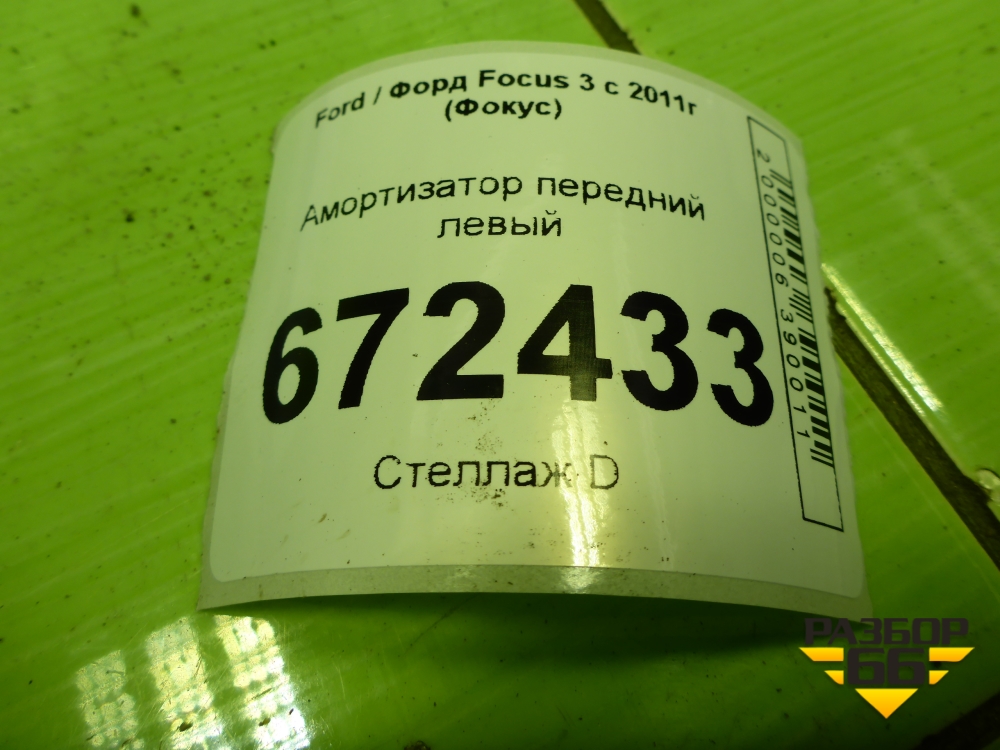 Ford / Форд Focus 3 с 2011г
(Фокус)
Амортизатор передний
левый
672433
Стеллаж D
2000006390011
РАЗБОР
66